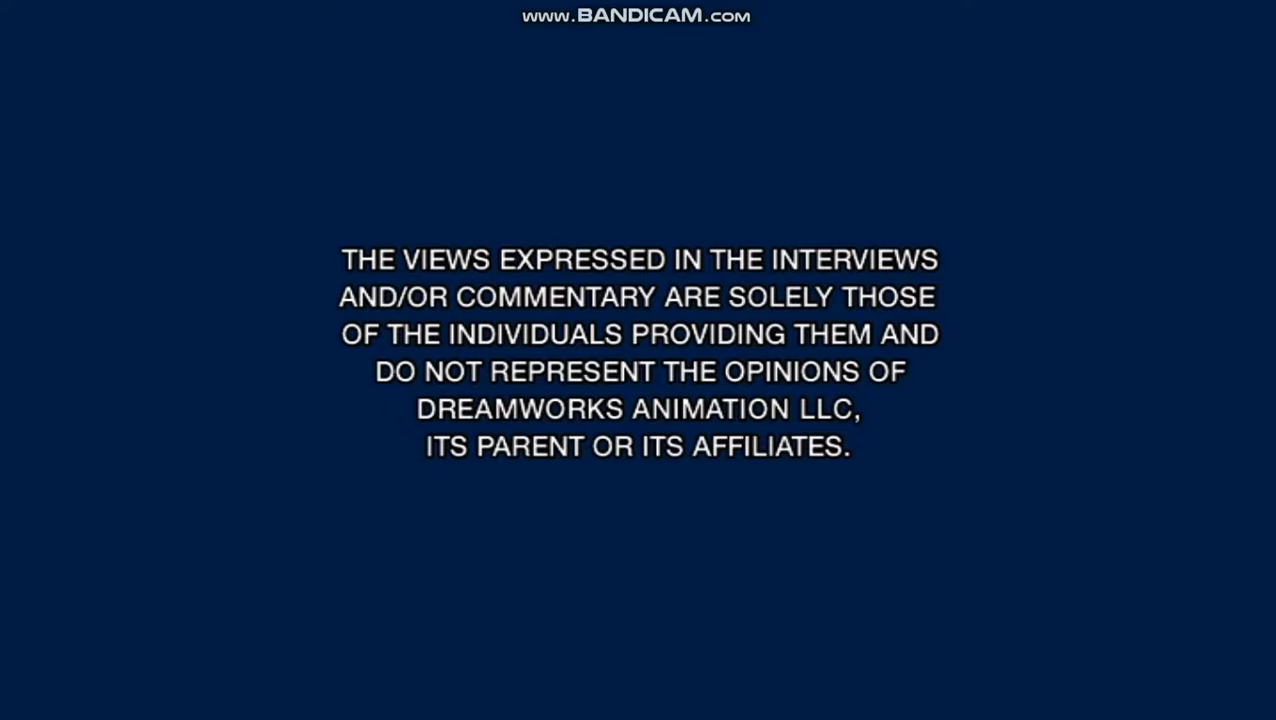 www.BANDICAM.com
THE VIEWS EXPRESSED IN THE INTERVIEWS
AND/OR COMMENTARY ARE SOLELY THOSE
OF THE INDIVIDUALS PROVIDING THEM AND
DO NOT REPRESENT THE OPINIONS OF
DREAMWORKS ANIMATION LLC,
ITS PARENT OR ITS AFFILIATES.